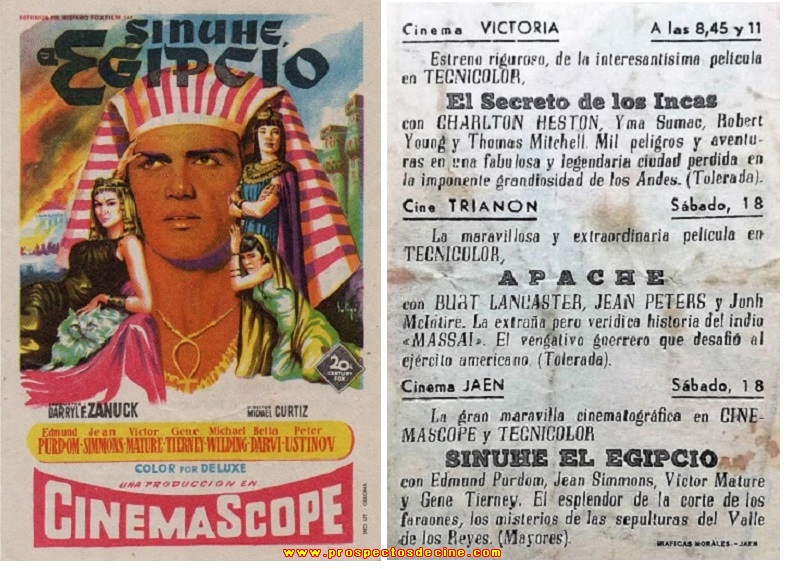 DISTRIBUIDA POR HISPANO FOXFILM, S.A.E.
SINUHE,
EL EGIPCIO
20th
CENTURY
FOX
DARRYL F. ZANUCK
DIRECTOR
MICHAEL CURTIZ
Edmund Jean Victor Gene Michael Bella Peter
PURDOM-SIMMONS-MATURE-TIERNEY-WILDING-DARVI-USTINOV
COLOR POR DELUXE
UNA PRODUCCION EN
CINEMASCOPE
Cinema VICTORIA A las 8,45 y 11
Estreno riguroso, de la interesantísima película
en TECNICOLOR,
El Secreto de los Incas
con CHARLTON HESTON, Yma Sumac, Robert
Young y Thomas Mitchell. Mil peligros y aventu-
ras en una fabulosa y legendaria ciudad perdida en
la imponente grandiosidad de los Andes. (Tolerada).
Cine TRIANON Sábado, 18
La maravillosa y extraordinaria película en
TECNICOLOR,
APACHE
con BURT LANCASTER, JEAN PETERS y Jonh
McIntire. La extraña pero verídica historia del indio
«MASSAI». El vengativo guerrero que desafió al
ejército americano. (Tolerada).
Cinema JAEN Sábado, 18
La gran maravilla cinematográfica en CINE-
MASCOPE y TECNICOLOR
SINUHE EL EGIPCIO
con Edmund Purdom, Jean Simmons, Victor Mature
y Gene Tierney. El esplendor de la corte de los
faraones, los misterios de las sepulturas del Valle
de los Reyes. (Mayores).
GRAFICAS MORALES.-JAEN
www.prospectosdecine.com